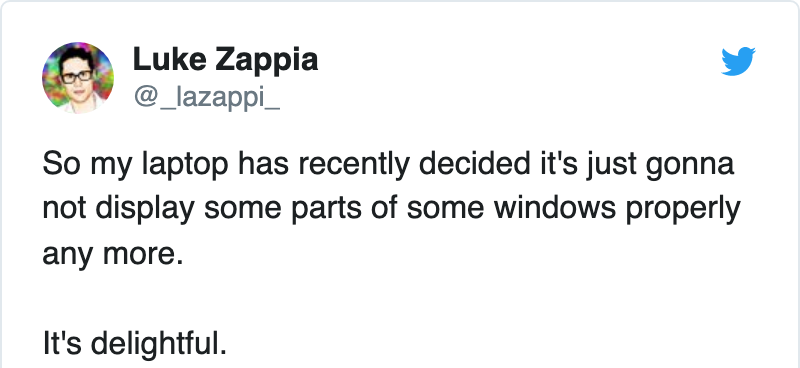 Luke Zappia
@_lazappi_
So my laptop has recently decided it's just gonna
not display some parts of some windows properly
any more.
It's delightful.